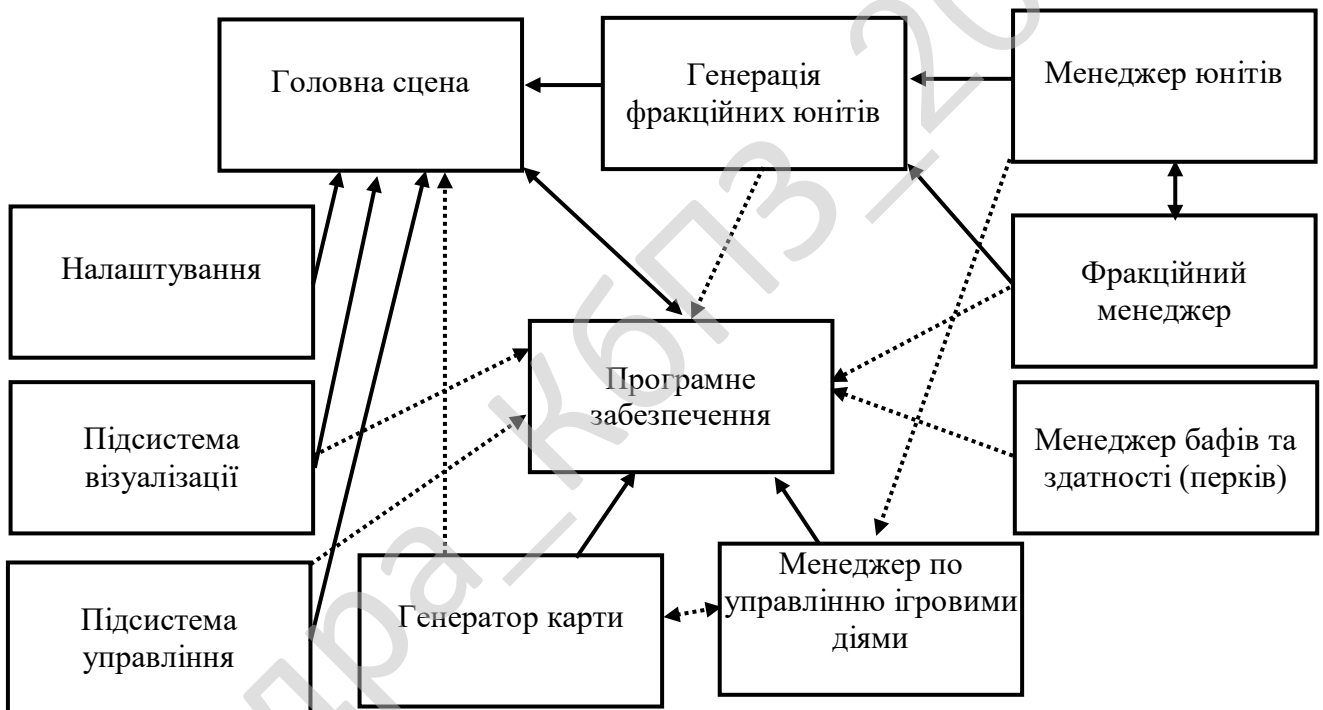 Головна сцена
Генерація
фракційних юнітів
Менеджер юнітів
Налаштування
Фракційний
менеджер
Програмне
забезпечення
Підсистема
візуалізації
Менеджер бафів та
здатності (перків)
Підсистема
управління
Генератор карти
Менеджер по
управлінню ігровими
діями
дра_КбПЗ_20